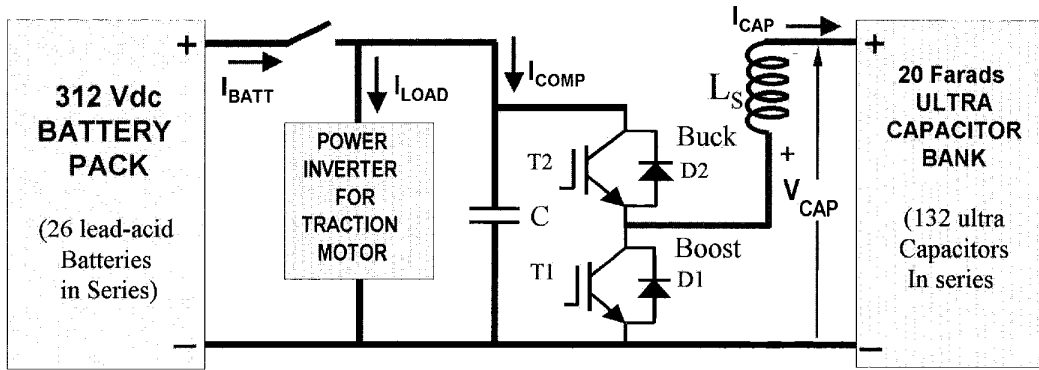 312 Vdc
BATTERY
PACK
(26 lead-acid
Batteries
in Series)
+
−
I_BATT
I_LOAD
POWER
INVERTER
FOR
TRACTION
MOTOR
I_COMP
C
T2
Buck
D2
T1
Boost
D1
L_S
I_CAP
+
V_CAP
-
+
−
20 Farads
ULTRA
CAPACITOR
BANK
(132 ultra
Capacitors
In series